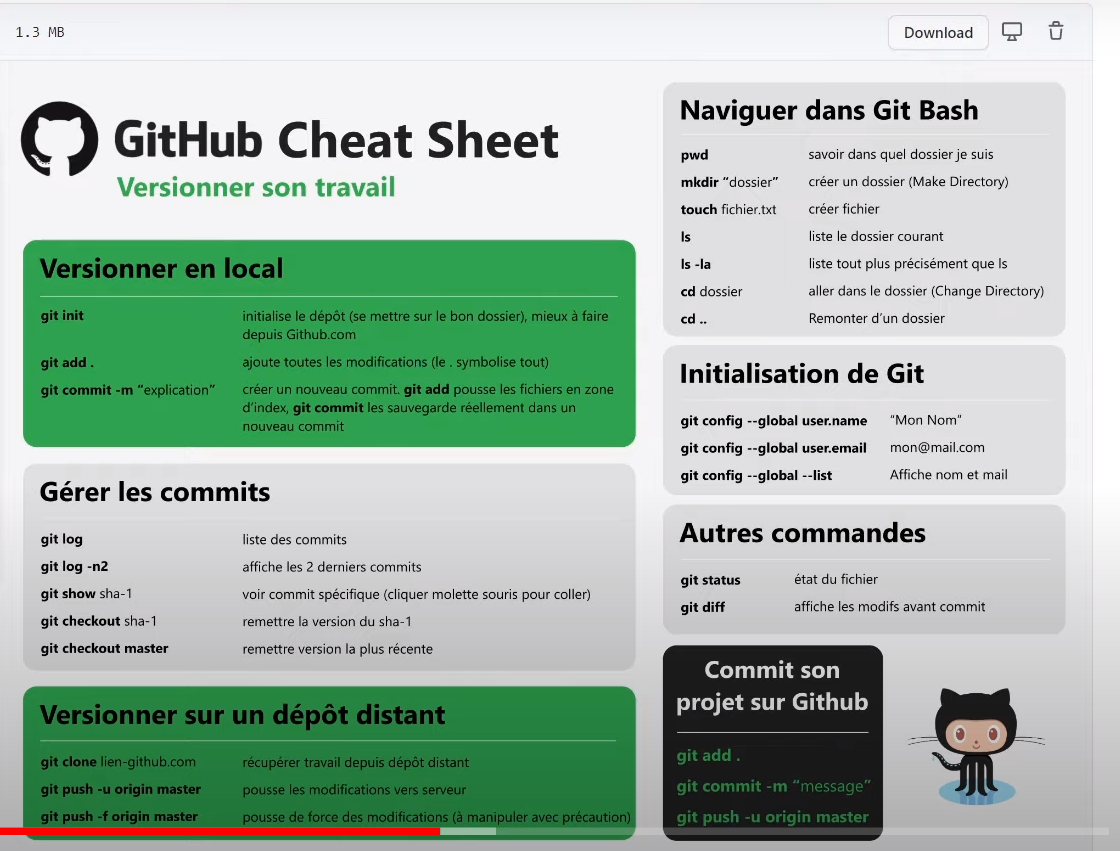 1.3 MB
Download
GitHub Cheat Sheet
Versionner son travail
Versionner en local
git init initialise le dépôt (se mettre sur le bon dossier), mieux à faire
depuis Github.com
git add . ajoute toutes les modifications (le . symbolise tout)
git commit -m “explication” créer un nouveau commit. git add pousse les fichiers en zone
d’index, git commit les sauvegarde réellement dans un
nouveau commit
Gérer les commits
git log liste des commits
git log -n2 affiche les 2 derniers commits
git show sha-1 voir commit spécifique (cliquer molette souris pour coller)
git checkout sha-1 remettre la version du sha-1
git checkout master remettre version la plus récente
Versionner sur un dépôt distant
git clone lien-github.com récupérer travail depuis dépôt distant
git push -u origin master pousse les modifications vers serveur
git push -f origin master pousse de force des modifications (à manipuler avec précaution)
Naviguer dans Git Bash
pwd savoir dans quel dossier je suis
mkdir “dossier” créer un dossier (Make Directory)
touch fichier.txt créer fichier
ls liste le dossier courant
ls -la liste tout plus précisément que ls
cd dossier aller dans le dossier (Change Directory)
cd .. Remonter d’un dossier
Initialisation de Git
git config --global user.name “Mon Nom”
git config --global user.email mon@mail.com
git config --global --list Affiche nom et mail
Autres commandes
git status état du fichier
git diff affiche les modifs avant commit
Commit son
projet sur Github
git add .
git commit -m “message”
git push -u origin master